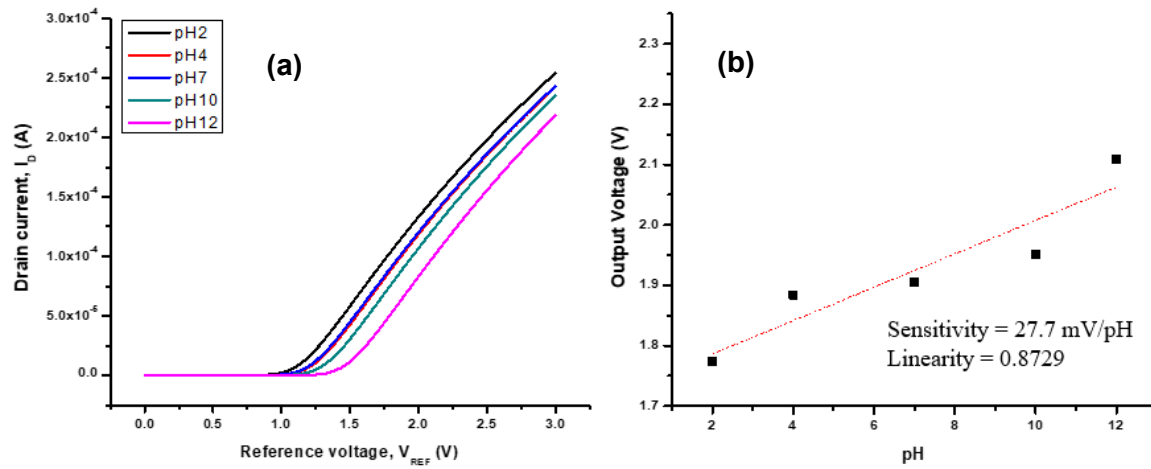 3.0x10⁻⁴
2.5x10⁻⁴
2.0x10⁻⁴
1.5x10⁻⁴
1.0x10⁻⁴
5.0x10⁻⁵
0.0
Drain current, I_D (A)
pH2
pH4
pH7
pH10
pH12
(a)
0.0 0.5 1.0 1.5 2.0 2.5 3.0
Reference voltage, V_REF (V)
2.3
2.2
2.1
2.0
1.9
1.8
1.7
Output Voltage (V)
(b)
Sensitivity = 27.7 mV/pH
Linearity = 0.8729
2 4 6 8 10 12
pH